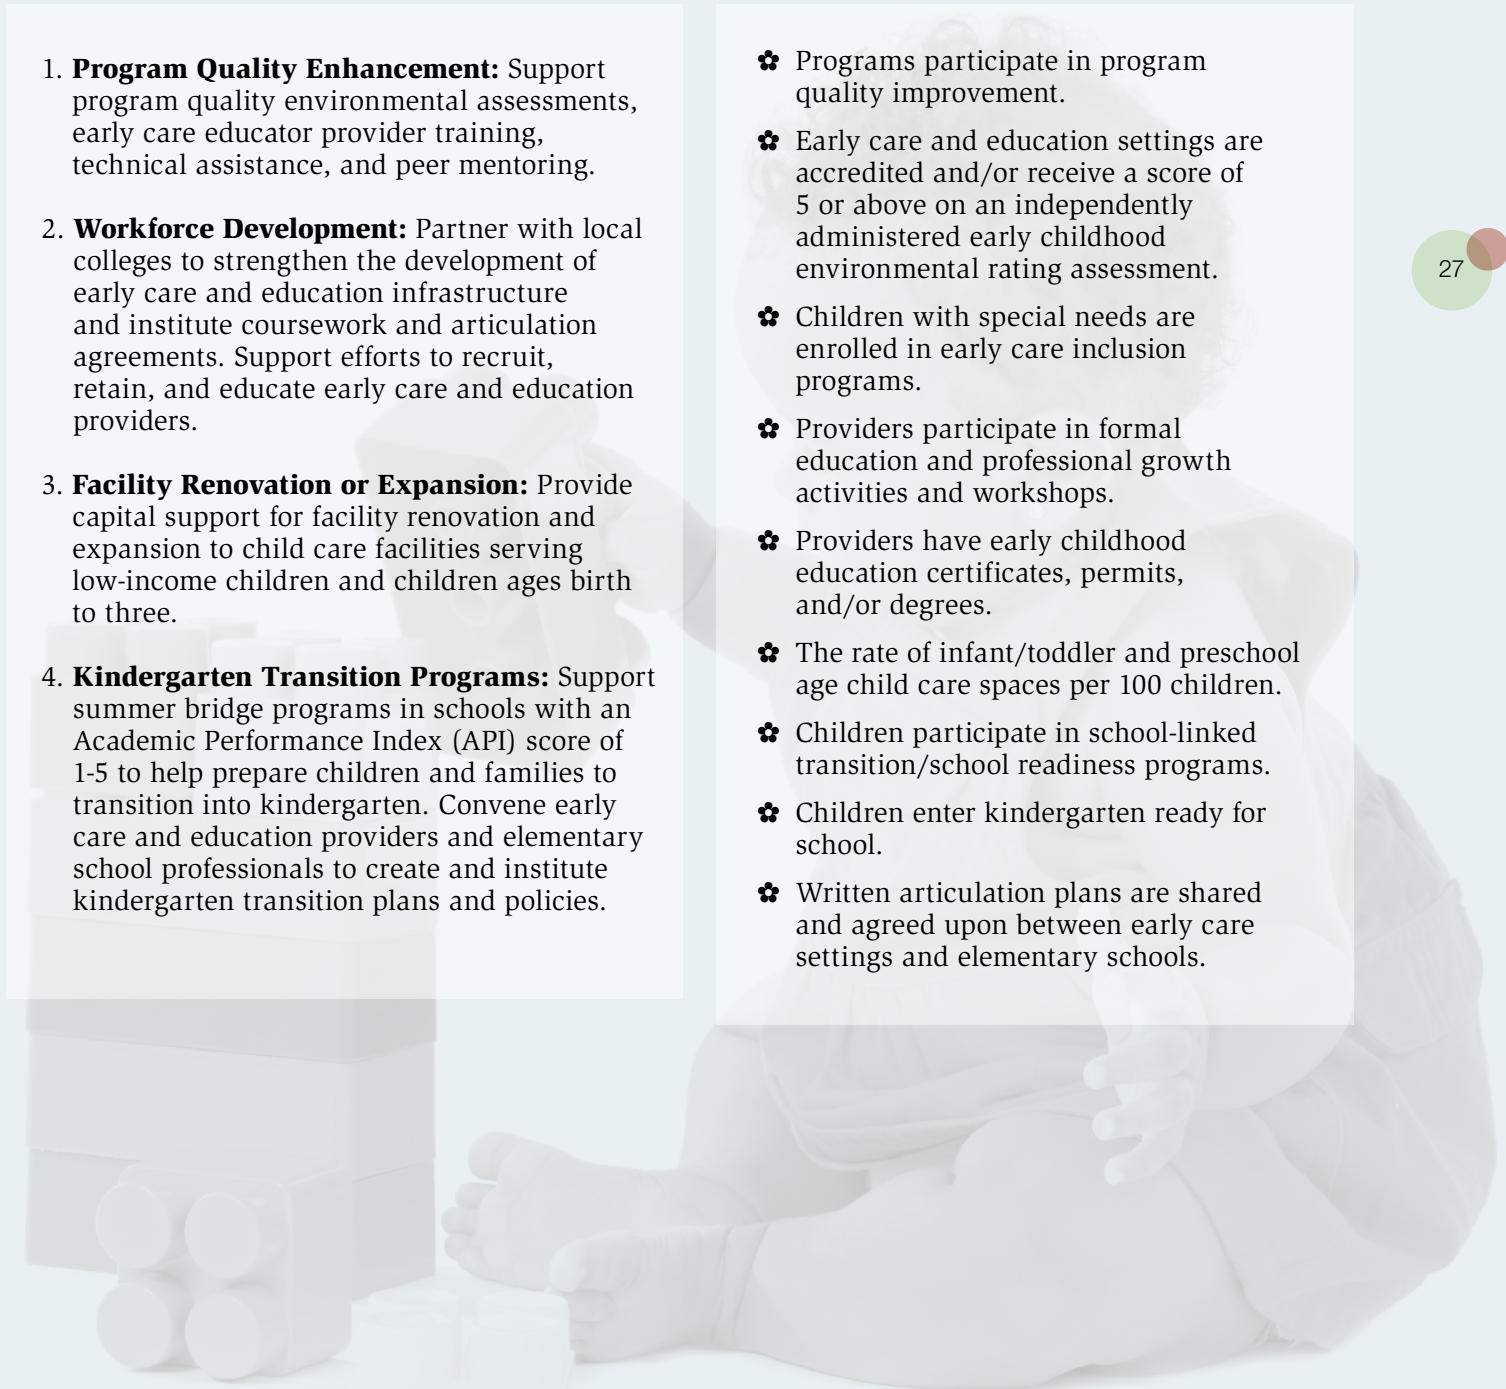 1. Program Quality Enhancement: Support
program quality environmental assessments,
early care educator provider training,
technical assistance, and peer mentoring.
2. Workforce Development: Partner with local
colleges to strengthen the development of
early care and education infrastructure
and institute coursework and articulation
agreements. Support efforts to recruit,
retain, and educate early care and education
providers.
3. Facility Renovation or Expansion: Provide
capital support for facility renovation and
expansion to child care facilities serving
low-income children and children ages birth
to three.
4. Kindergarten Transition Programs: Support
summer bridge programs in schools with an
Academic Performance Index (API) score of
1-5 to help prepare children and families to
transition into kindergarten. Convene early
care and education providers and elementary
school professionals to create and institute
kindergarten transition plans and policies.
✿ Programs participate in program
quality improvement.
✿ Early care and education settings are
accredited and/or receive a score of
5 or above on an independently
administered early childhood
environmental rating assessment.
✿ Children with special needs are
enrolled in early care inclusion
programs.
✿ Providers participate in formal
education and professional growth
activities and workshops.
✿ Providers have early childhood
education certificates, permits,
and/or degrees.
✿ The rate of infant/toddler and preschool
age child care spaces per 100 children.
✿ Children participate in school-linked
transition/school readiness programs.
✿ Children enter kindergarten ready for
school.
✿ Written articulation plans are shared
and agreed upon between early care
settings and elementary schools.
27